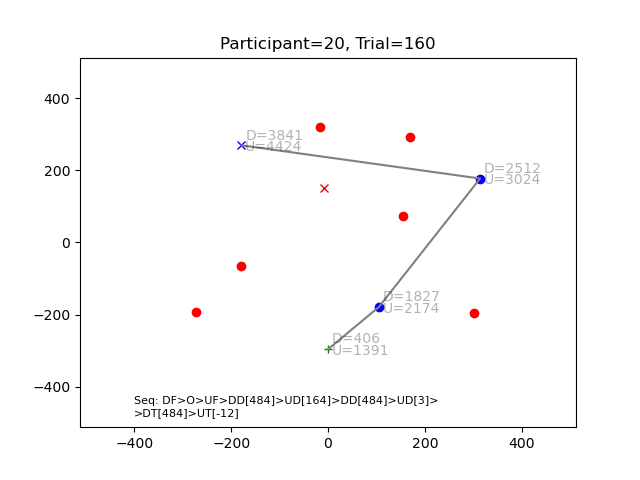 Participant=20, Trial=160
400
200
0
−200
−400
−400
−200
0
200
400
D=3841
U=4424
D=2512
U=3024
D=1827
U=2174
D=406
U=1391
Seq: DF>O>UF>DD[484]>UD[164]>DD[484]>UD[3]>
>DT[484]>UT[-12]